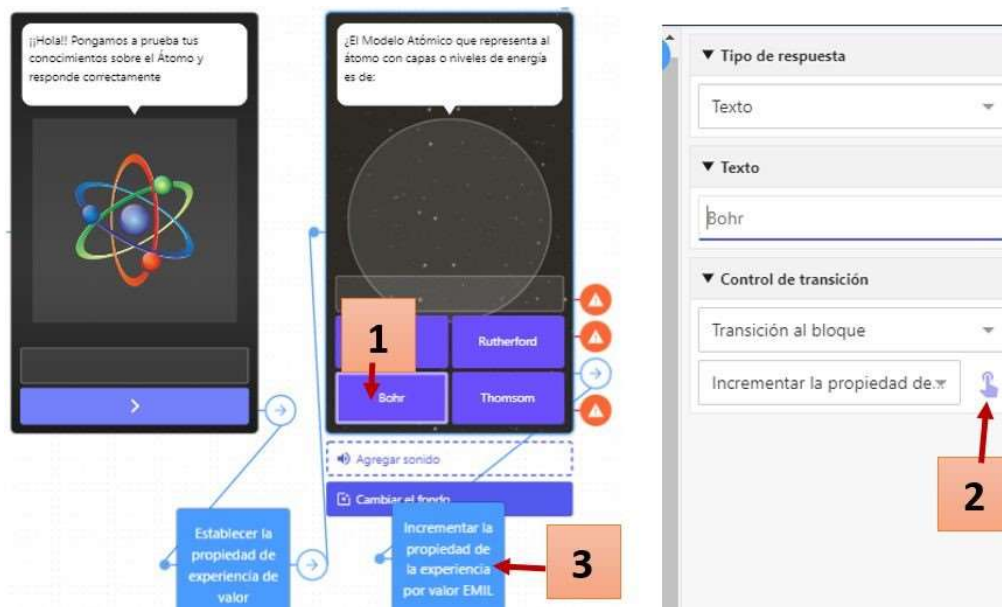 ¡¡Hola!! Pongamos a prueba tus
conocimientos sobre el Átomo y
responde correctamente
¿El Modelo Atómico que representa al
átomo con capas o niveles de energía
es de:
1
Rutherford
Bohr
Thomsom
Agregar sonido
Cambiar el fondo
Establecer la
propiedad de
experiencia de
valor
Incrementar la
propiedad de
la experiencia
por valor EMIL
3
Tipo de respuesta
Texto
Texto
Bohr
Control de transición
Transición al bloque
Incrementar la propiedad de...
2